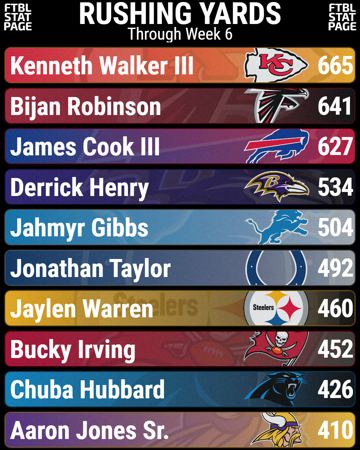 FTBL
STAT
PAGE
RUSHING YARDS
Through Week 6
FTBL
STAT
PAGE
Kenneth Walker III KC 665
Bijan Robinson 641
James Cook III 627
Derrick Henry B 534
Jahmyr Gibbs 504
Jonathan Taylor 492
Jaylen Warren Steelers 460
Bucky Irving 452
Chuba Hubbard 426
Aaron Jones Sr. 410